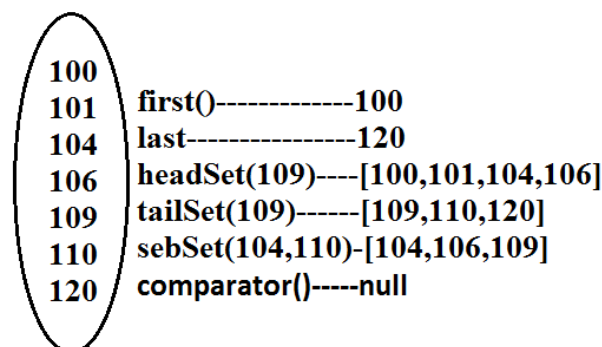 100
101
104
106
109
110
120
first()-------------100
last----------------120
headSet(109)----[100,101,104,106]
tailSet(109)------[109,110,120]
sebSet(104,110)-[104,106,109]
comparator()-----null